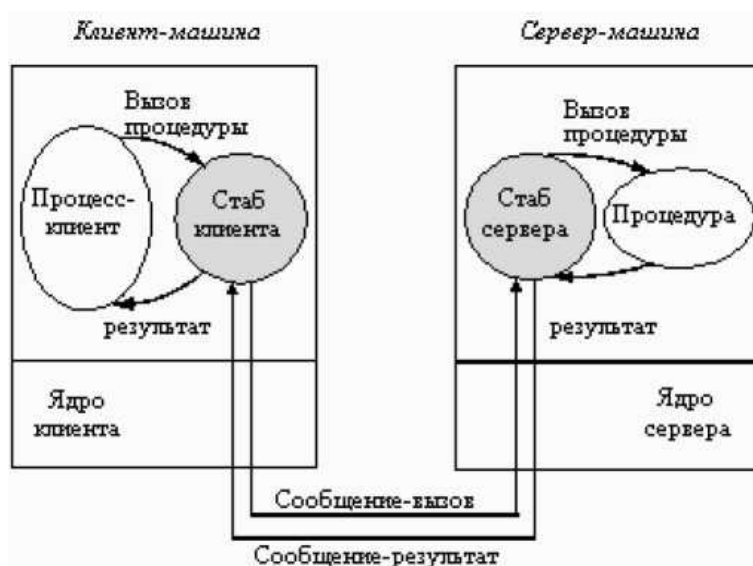 Клиент-машина
Сервер-машина
Вызов
процедуры
Процесс-
клиент
Стаб
клиента
результат
Ядро
клиента
Вызов
процедуры
Стаб
сервера
Процедура
результат
Ядро
сервера
Сообщение-вызов
Сообщение-результат